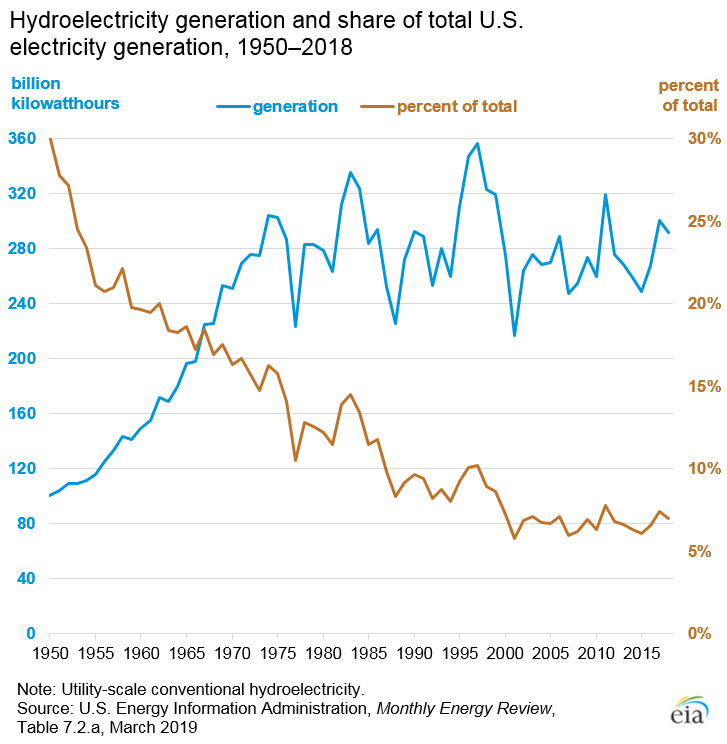 Hydroelectricity generation and share of total U.S.
electricity generation, 1950–2018
billion
kilowatthours
percent
of total
generation
percent of total
360
320
280
240
200
160
120
80
40
0
30%
25%
20%
15%
10%
5%
0%
1950 1955 1960 1965 1970 1975 1980 1985 1990 1995 2000 2005 2010 2015
Note: Utility-scale conventional hydroelectricity.
Source: U.S. Energy Information Administration, Monthly Energy Review,
Table 7.2.a, March 2019
eia